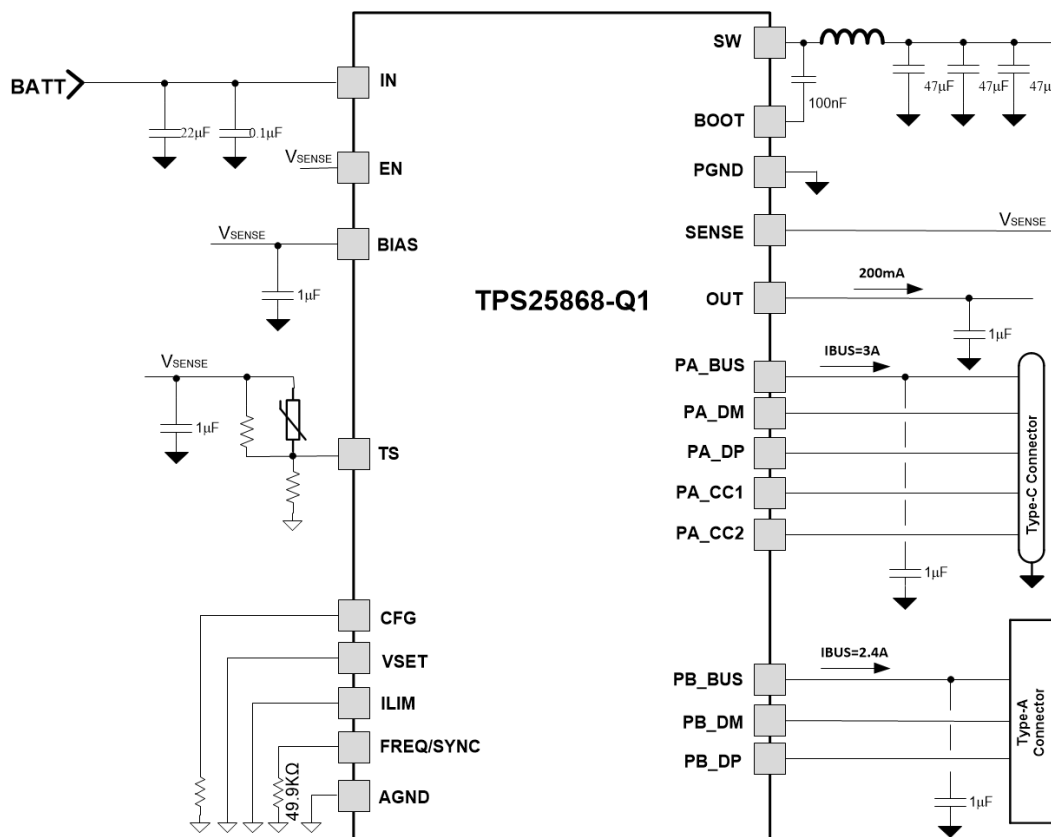 BATT
22µF
0.1µF
IN
VSENSE
EN
VSENSE
BIAS
1µF
VSENSE
1µF
TS
CFG
VSET
ILIM
FREQ/SYNC
49.9KΩ
AGND
TPS25868-Q1
SW
100nF
47µF
47µF
47µ
BOOT
PGND
SENSE
VSENSE
OUT
200mA
1µF
PA_BUS
IBUS=3A
PA_DM
PA_DP
PA_CC1
PA_CC2
1µF
Type-C Connector
PB_BUS
IBUS=2.4A
PB_DM
PB_DP
1µF
Type-A
Connector